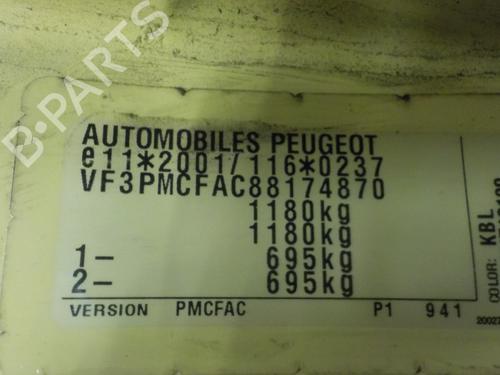 B-PARTS
AUTOMOBILES PEUGEOT
e11*2001/116*0237
VF3PMCFAC88174870
1180kg
1180kg
1- 695kg
2- 695kg
VERSION PMCFAC P1 941
COLOR: KBL